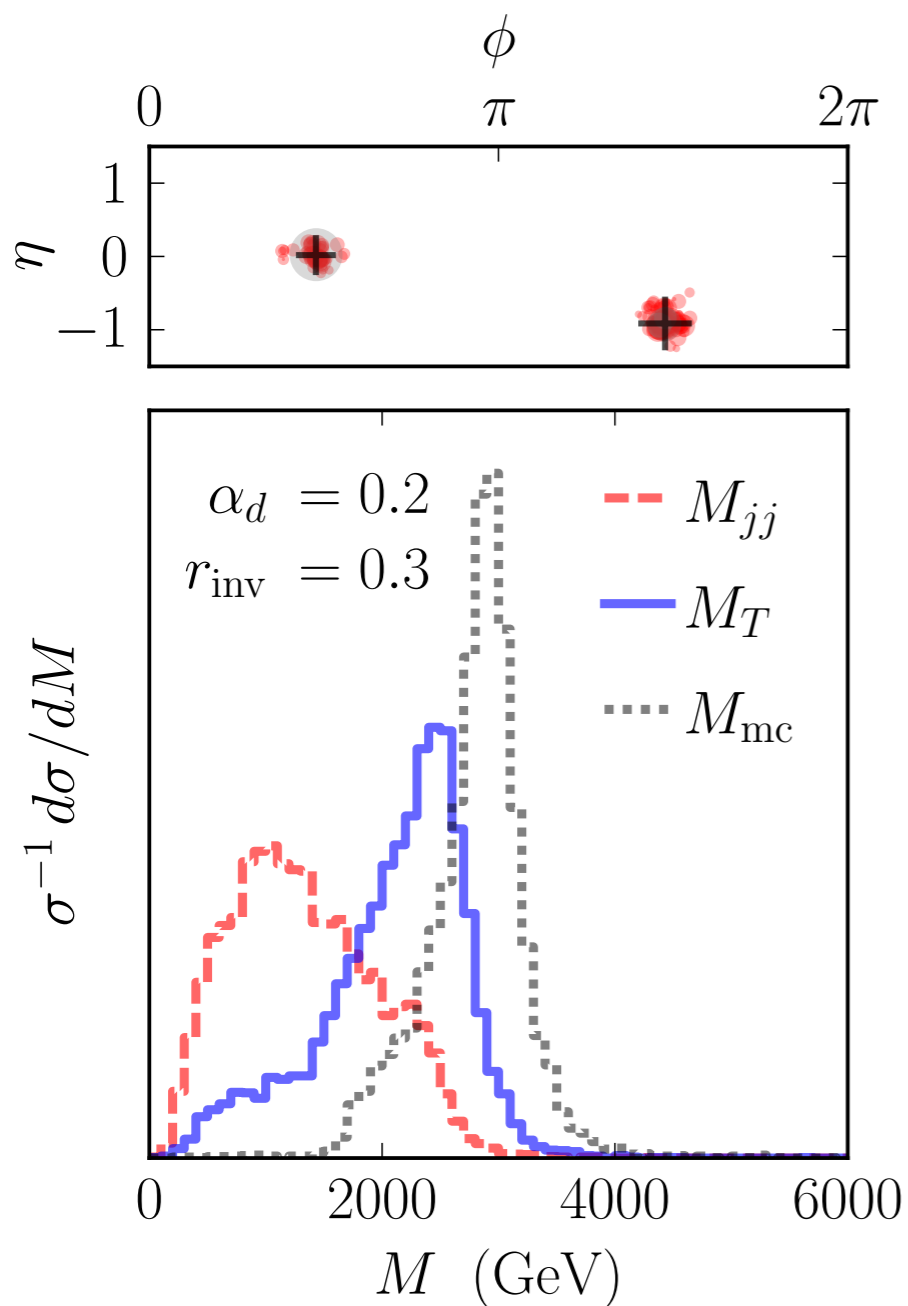 ϕ
0 π 2π
η
1
0
−1
α_d = 0.2
r_inv = 0.3
M_jj
M_T
M_mc
σ⁻¹ dσ/dM
0 2000 4000 6000
M (GeV)